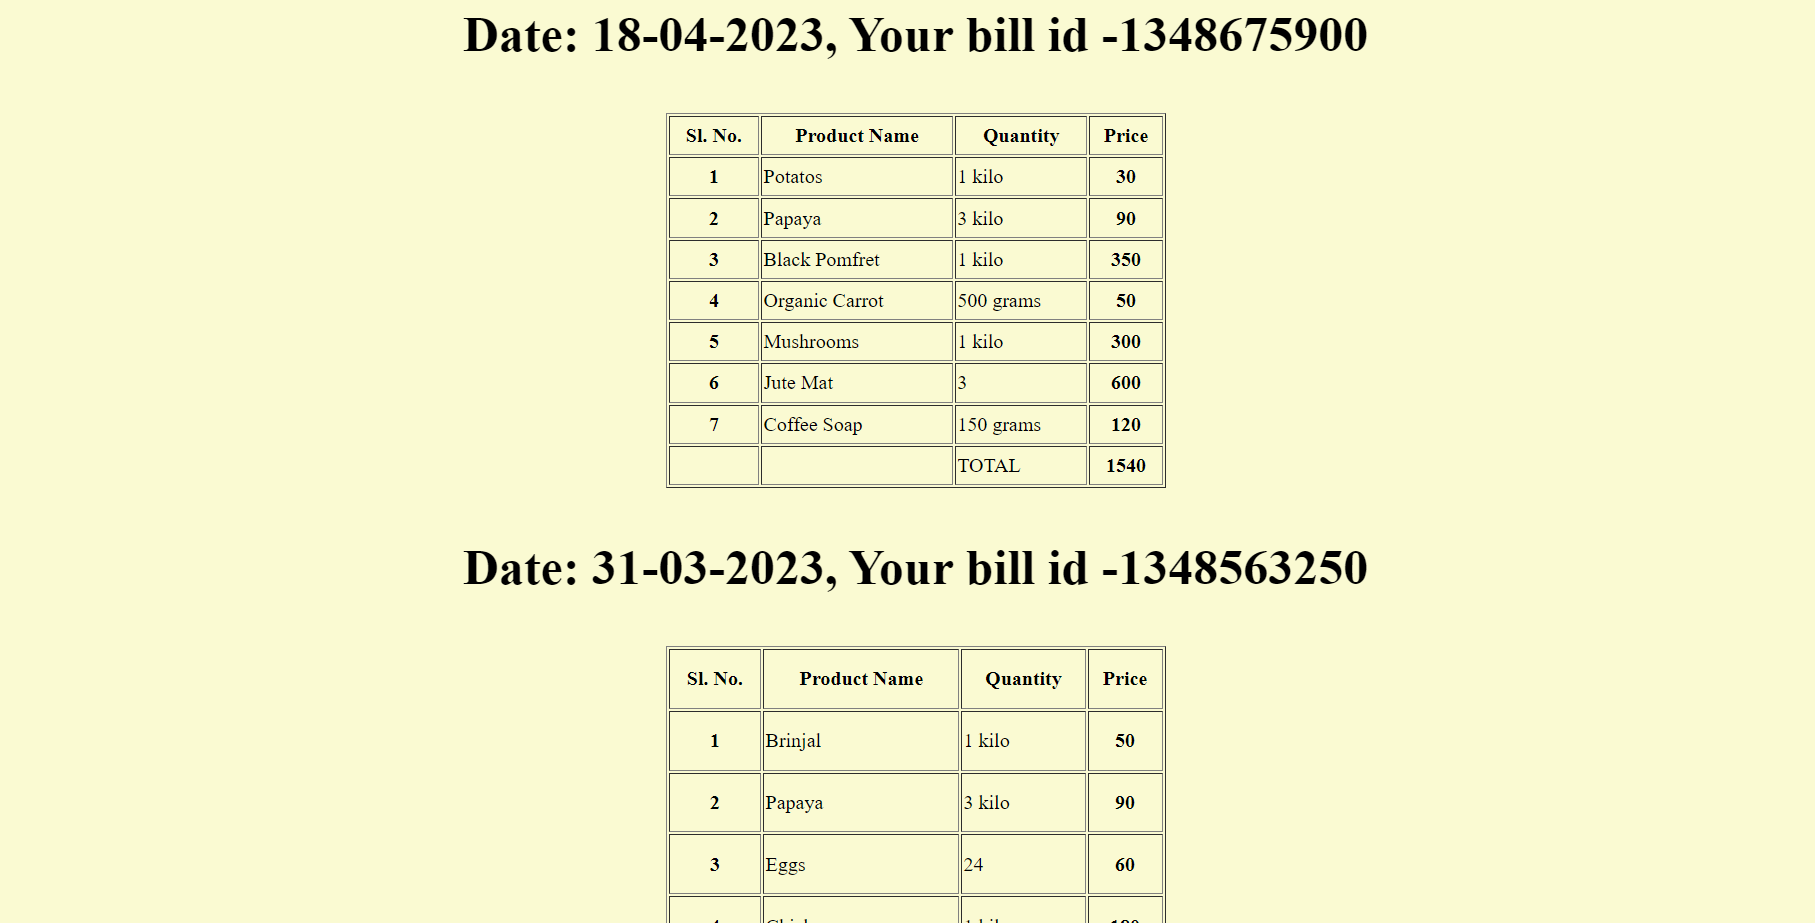 Date: 18-04-2023, Your bill id -1348675900
Sl. No. Product Name Quantity Price
1 Potatos 1 kilo 30
2 Papaya 3 kilo 90
3 Black Pomfret 1 kilo 350
4 Organic Carrot 500 grams 50
5 Mushrooms 1 kilo 300
6 Jute Mat 3 600
7 Coffee Soap 150 grams 120
TOTAL 1540
Date: 31-03-2023, Your bill id -1348563250
Sl. No. Product Name Quantity Price
1 Brinjal 1 kilo 50
2 Papaya 3 kilo 90
3 Eggs 24 60